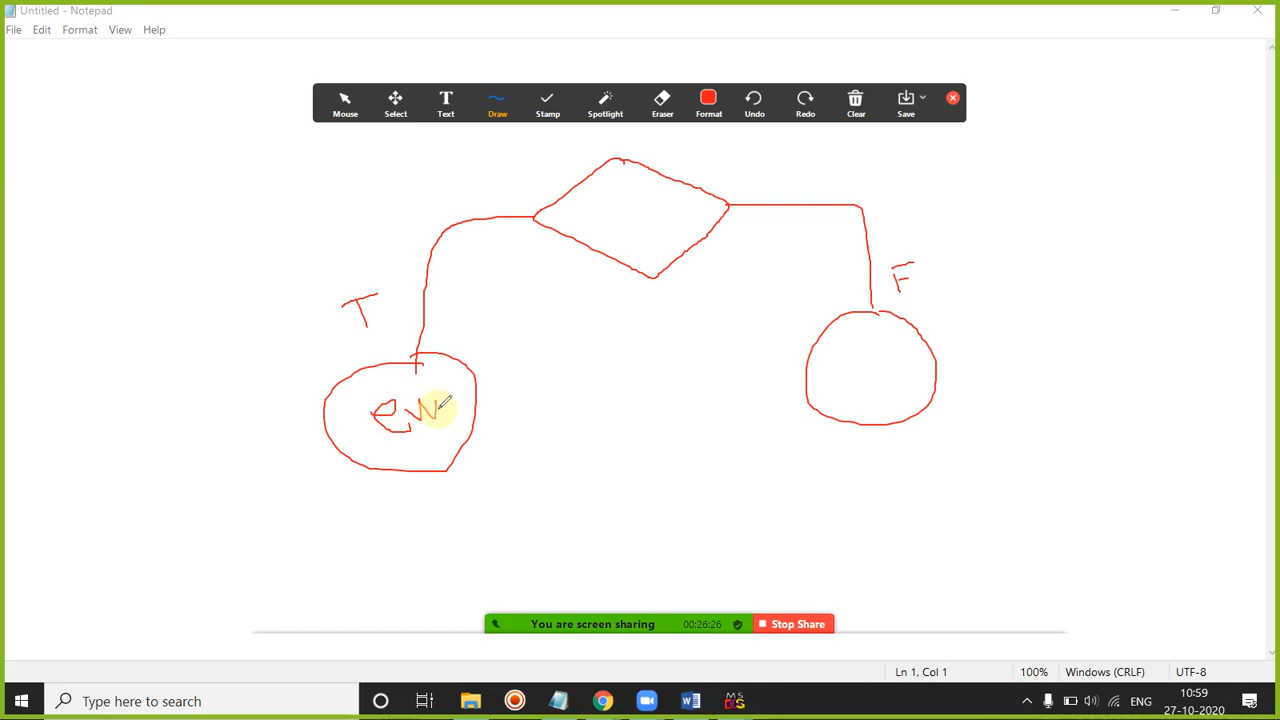 Untitled - Notepad
File Edit Format View Help
Mouse Select Text Draw Stamp Spotlight Eraser Format Undo Redo Clear Save
T
F
You are screen sharing 00:26:26 Stop Share
Ln 1, Col 1 100% Windows (CRLF) UTF-8
Type here to search
ENG
10:59
27-10-2020